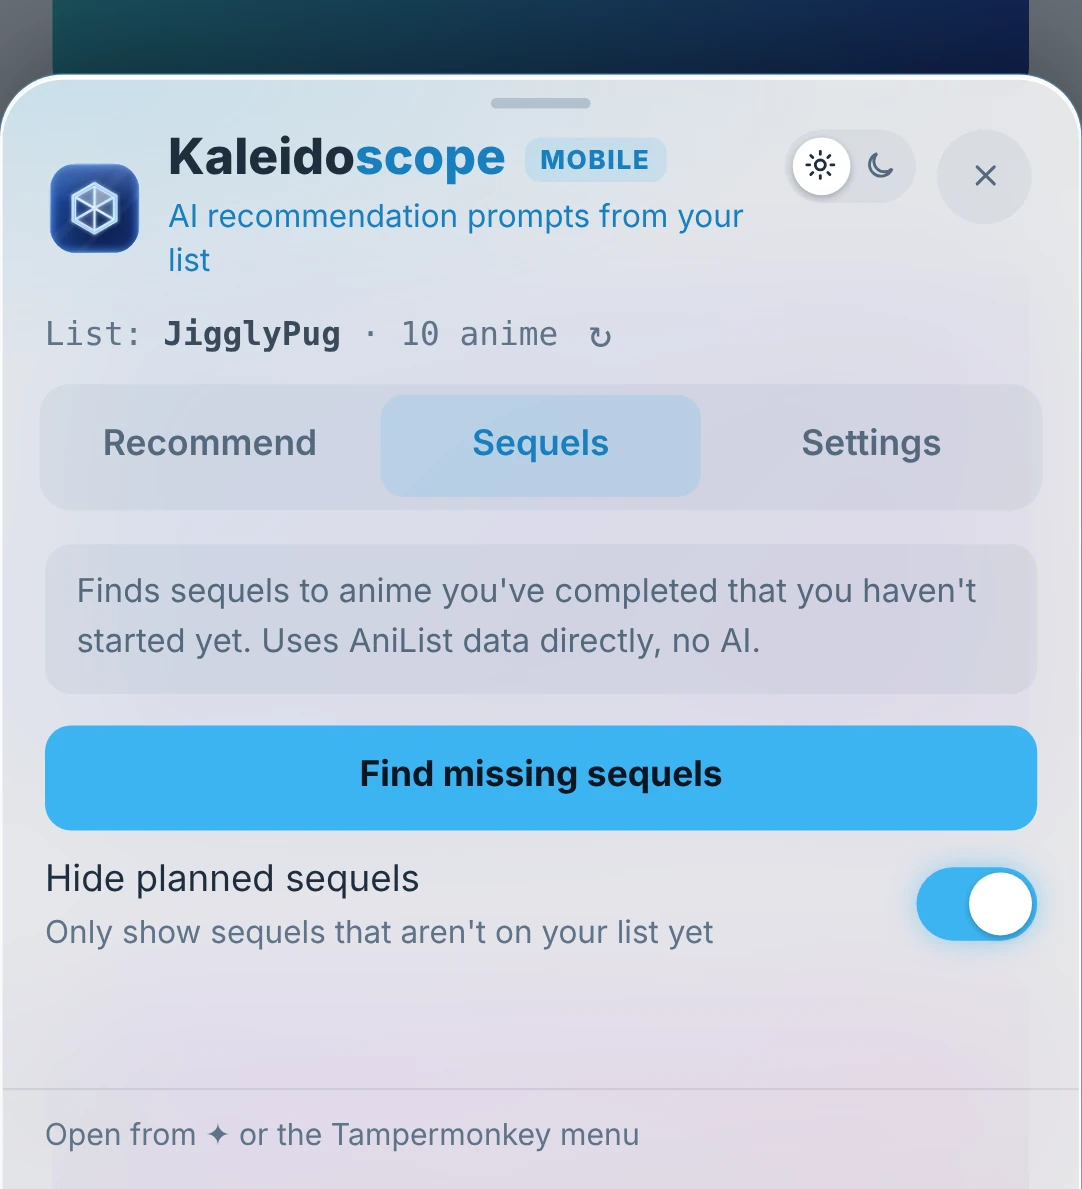 Kaleidoscope MOBILE
AI recommendation prompts from your
list
List: JigglyPug · 10 anime ↻
Recommend Sequels Settings
Finds sequels to anime you've completed that you haven't
started yet. Uses AniList data directly, no AI.
Find missing sequels
Hide planned sequels
Only show sequels that aren't on your list yet
Open from ✦ or the Tampermonkey menu